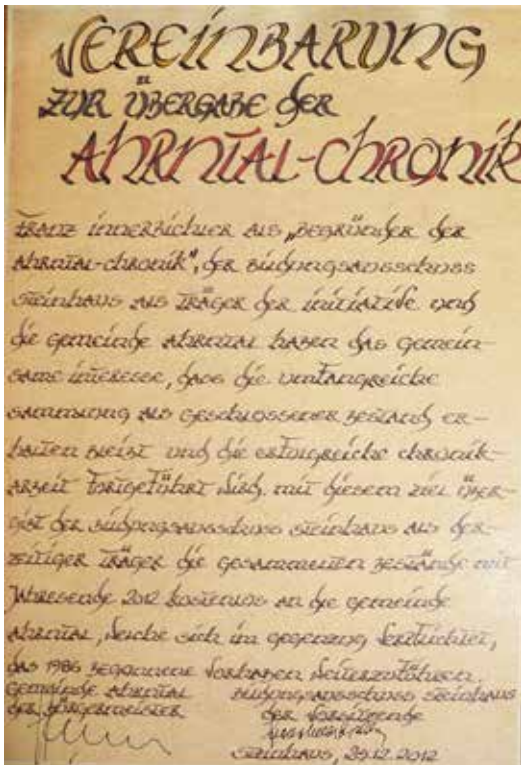 VEREINBARUNG
ZUR ÜBERGABE der
AHRNTAL-CHRONIK
FRANZ INNERBICHLER ALS „BEGRÜNDER der
AHRNTAL-CHRONIK", der BILDUNGSAUSSCHUSS
STEINHAUS ALS TRÄGER der INITIATIVE und
die GEMEINDE AHRNTAL HABEN das GEMEIN-
SAME INTERESSE, dass die UMFANGREICHE
SAMMLUNG ALS GESCHLOSSENER BESTAND ER-
HALTEN BLEIBT und die ERFOLGREICHE CHRONIK-
ARBEIT FORTGEFÜHRT WIRD. MIT diesem ZIEL ÜBER-
GIBT der BILDUNGSAUSSCHUSS STEINHAUS ALS der-
ZEITIGER TRÄGER die GESAMMELTEN BESTÄNDE MIT
JAHRESENDE 2012 KOSTENLOS AN die GEMEINDE
AHRNTAL, WELCHE SICH IM GEGENZUG VERPFLICHTET,
das 1986 BEGONNENE VORHABEN WEITERZUFÜHREN.
GEMEINDE AHRNTAL BILDUNGSAUSSCHUSS STEINHAUS
der BÜRGERMEISTER der VORSITZENDE
STEINHAUS, 29.12.2012